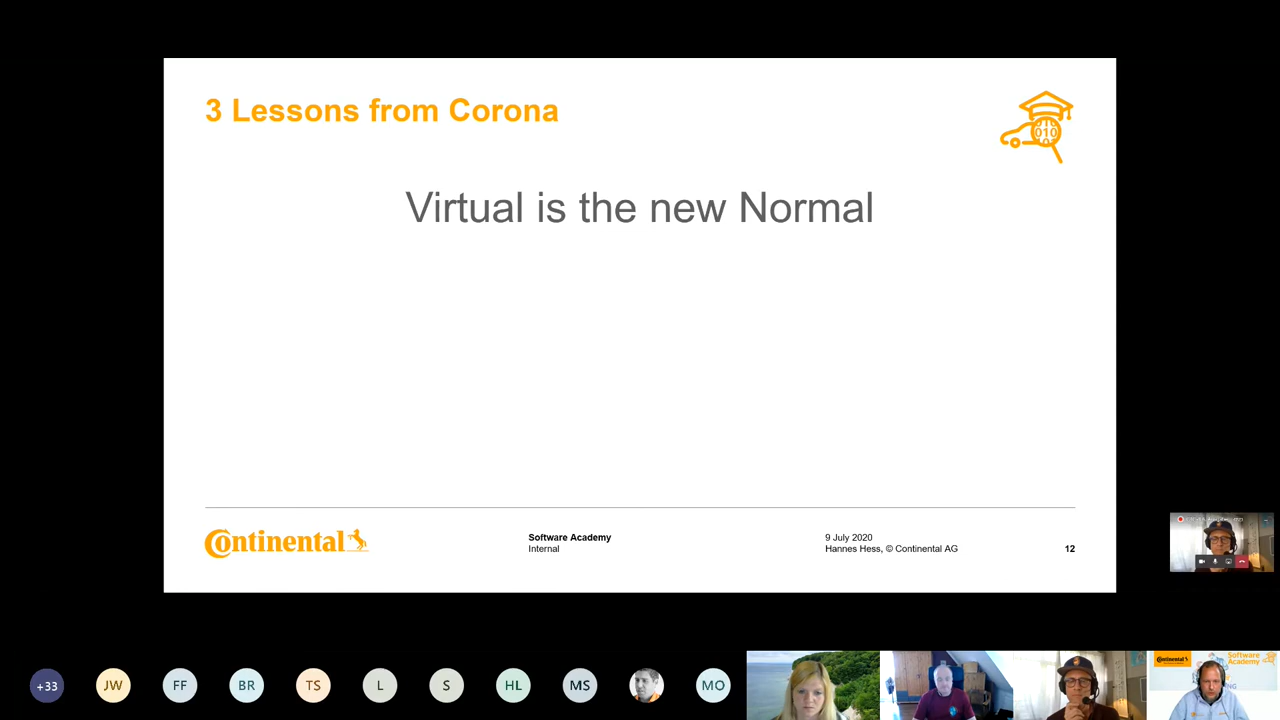 3 Lessons from Corona
010
Virtual is the new Normal
Continental
Software Academy
Internal
9 July 2020
Hannes Hess, © Continental AG
12
+33
JW
FF
BR
TS
L
S
HL
MS
MO
Continental
Software
Academy